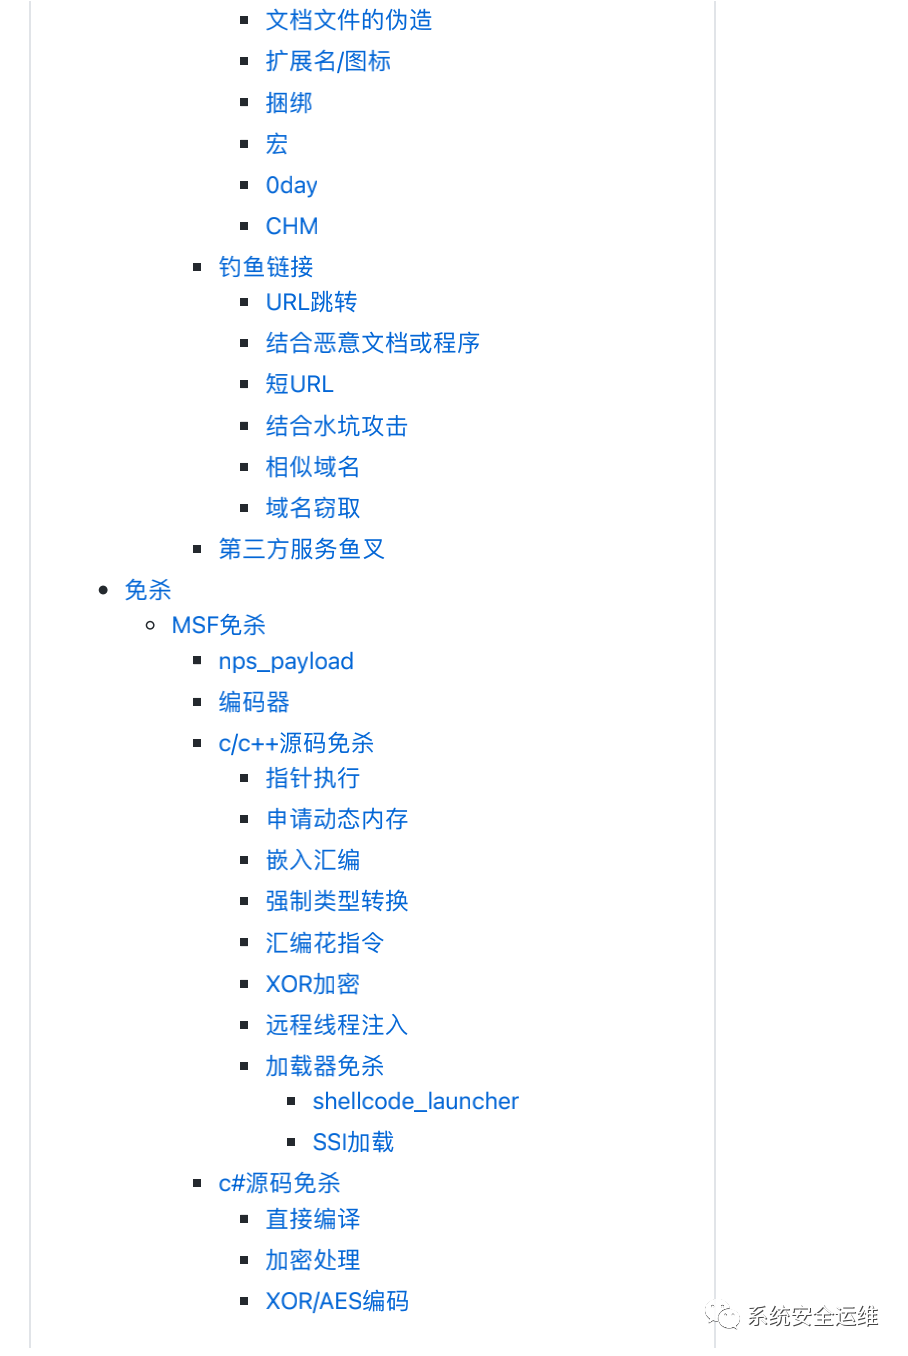 文档文件的伪造
扩展名/图标
捆绑
宏
0day
CHM
钓鱼链接
URL跳转
结合恶意文档或程序
短URL
结合水坑攻击
相似域名
域名窃取
第三方服务鱼叉
免杀
MSF免杀
nps_payload
编码器
c/c++源码免杀
指针执行
申请动态内存
嵌入汇编
强制类型转换
汇编花指令
XOR加密
远程线程注入
加载器免杀
shellcode_launcher
SSI加载
c#源码免杀
直接编译
加密处理
XOR/AES编码
系统安全运维